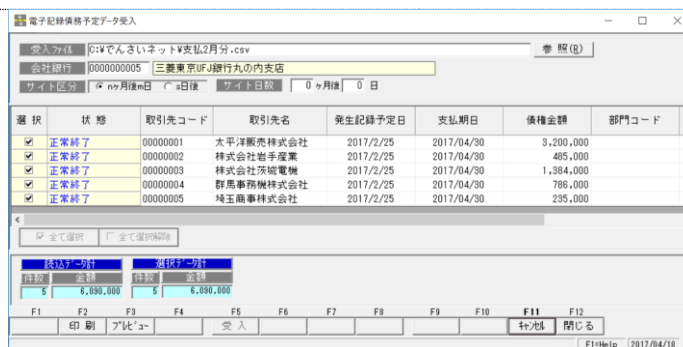 電子記録債務予定データ受入
受入ファイル C:¥でんさいネット¥支払2月分.csv 参 照(R)
会社銀行 0000000005 三菱東京UFJ銀行丸の内支店
サイト区分 nヶ月後m日 s日後 サイト日数 0 ヶ月後 0 日
選 択 状 態 取引先コード 取引先名 発生記録予定日 支払期日 債権金額 部門コード
正常終了 00000001 太平洋販売株式会社 2017/2/25 2017/04/30 3,200,000
正常終了 00000002 株式会社岩手産業 2017/2/25 2017/04/30 485,000
正常終了 00000003 株式会社茨城電機 2017/2/25 2017/04/30 1,384,000
正常終了 00000004 群馬事務機株式会社 2017/2/25 2017/04/30 786,000
正常終了 00000005 埼玉商事株式会社 2017/2/25 2017/04/30 235,000
全て選択 全て選択解除
読込データ計 選択データ計
件数 金額 件数 金額
5 6,090,000 5 6,090,000
F1 F2 F3 F4 F5 F6 F7 F8 F9 F10 F11 F12
印 刷 プレビュー 受 入 キャンセル 閉じる
F1=Help 2017/04/18